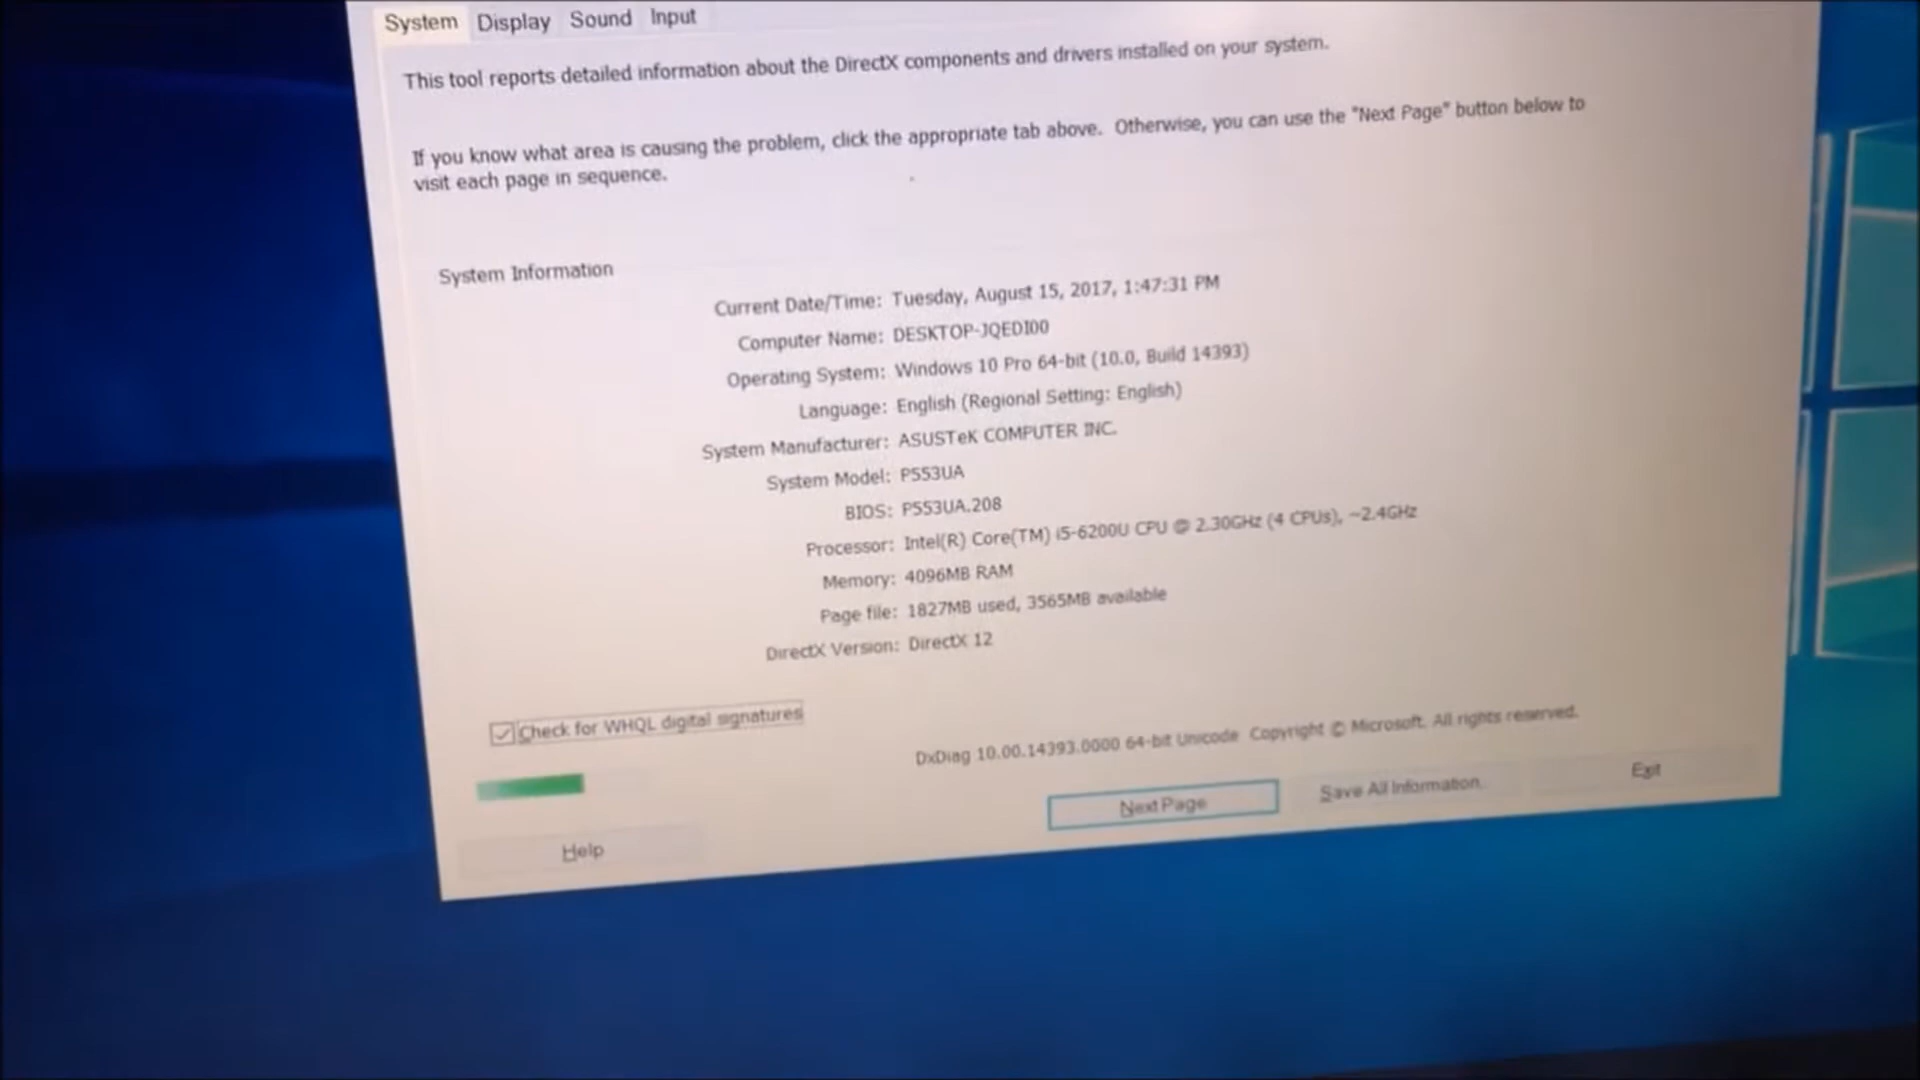 System Display Sound Input
This tool reports detailed information about the DirectX components and drivers installed on your system.
If you know what area is causing the problem, click the appropriate tab above. Otherwise, you can use the "Next Page" button below to
visit each page in sequence.
System Information
Current Date/Time: Tuesday, August 15, 2017, 1:47:31 PM
Computer Name: DESKTOP-JQEDI00
Operating System: Windows 10 Pro 64-bit (10.0, Build 14393)
Language: English (Regional Setting: English)
System Manufacturer: ASUSTeK COMPUTER INC.
System Model: P553UA
BIOS: P553UA.208
Processor: Intel(R) Core(TM) i5-6200U CPU @ 2.30GHz (4 CPUs), ~2.4GHz
Memory: 4096MB RAM
Page file: 1827MB used, 3565MB available
DirectX Version: DirectX 12
Check for WHQL digital signatures
DxDiag 10.00.14393.0000 64-bit Unicode Copyright © Microsoft. All rights reserved.
Help
Next Page
Save All Information...
Exit